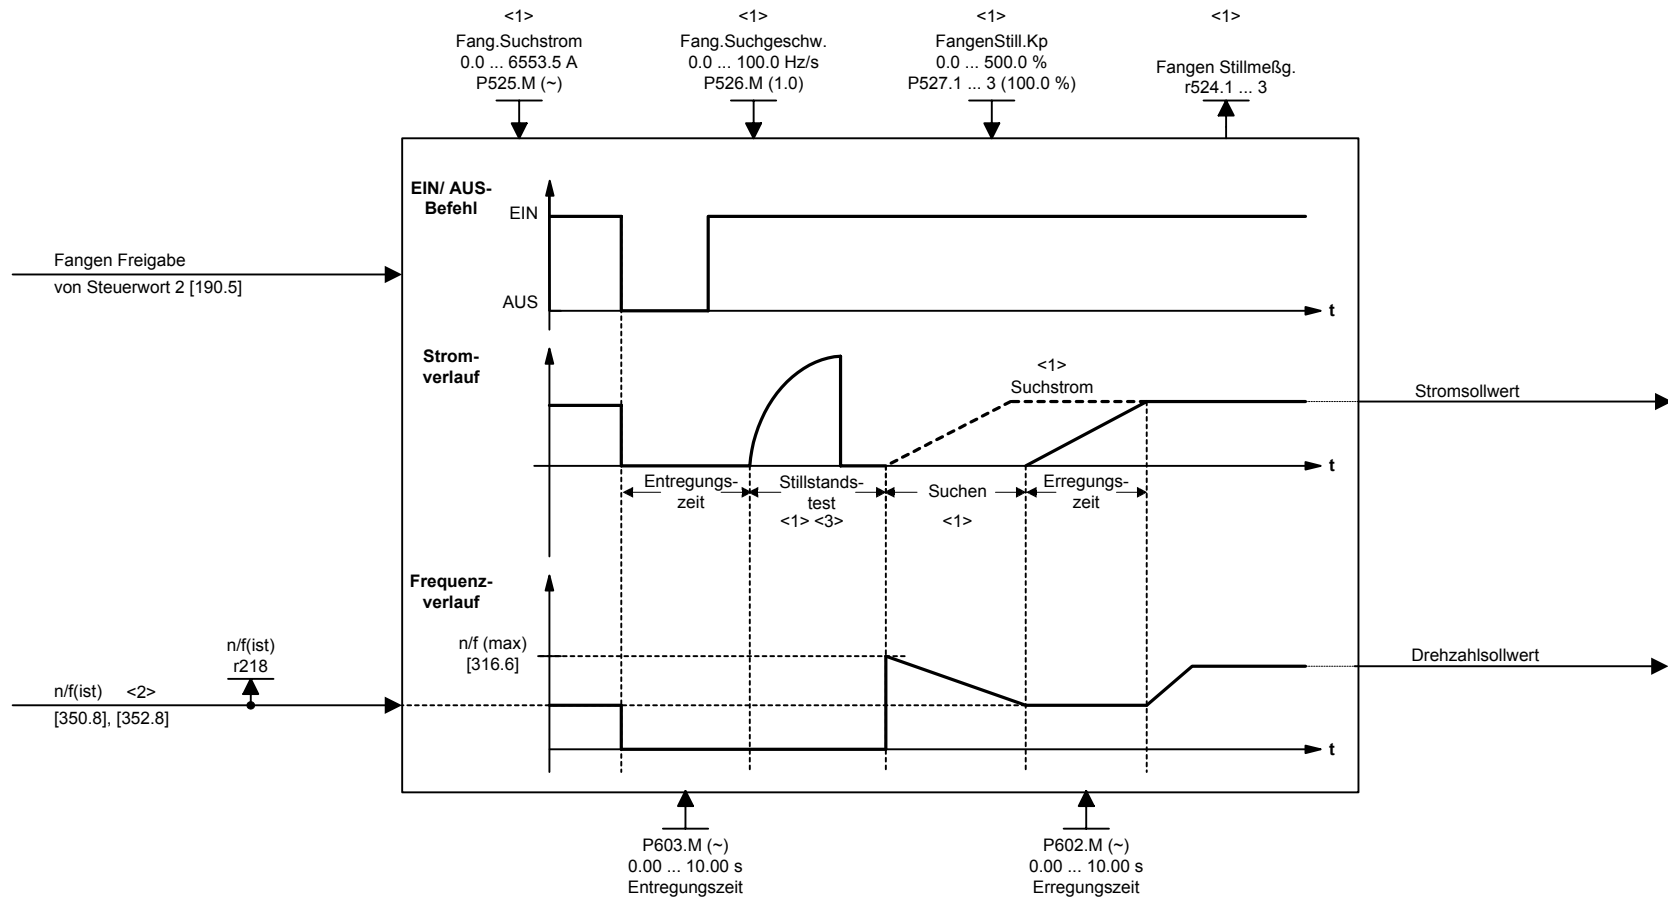 <1>
Fang.Suchstrom
0.0 ... 6553.5 A
P525.M (~)
<1>
Fang.Suchgeschw.
0.0 ... 100.0 Hz/s
P526.M (1.0)
<1>
FangenStill.Kp
0.0 ... 500.0 %
P527.1 ... 3 (100.0 %)
<1>
Fangen Stillmeßg.
r524.1 ... 3
EIN/ AUS-
Befehl
EIN
AUS
t
Fangen Freigabe
von Steuerwort 2 [190.5]
Strom-
verlauf
<1>
Suchstrom
Stromsollwert
t
Entregungs-
zeit
Stillstands-
test
<1> <3>
Suchen
<1>
Erregungs-
zeit
Frequenz-
verlauf
n/f (max)
[316.6]
n/f(ist)
r218
n/f(ist) <2>
[350.8], [352.8]
Drehzahlsollwert
t
P603.M (~)
0.00 ... 10.00 s
Entregungszeit
P602.M (~)
0.00 ... 10.00 s
Erregungszeit